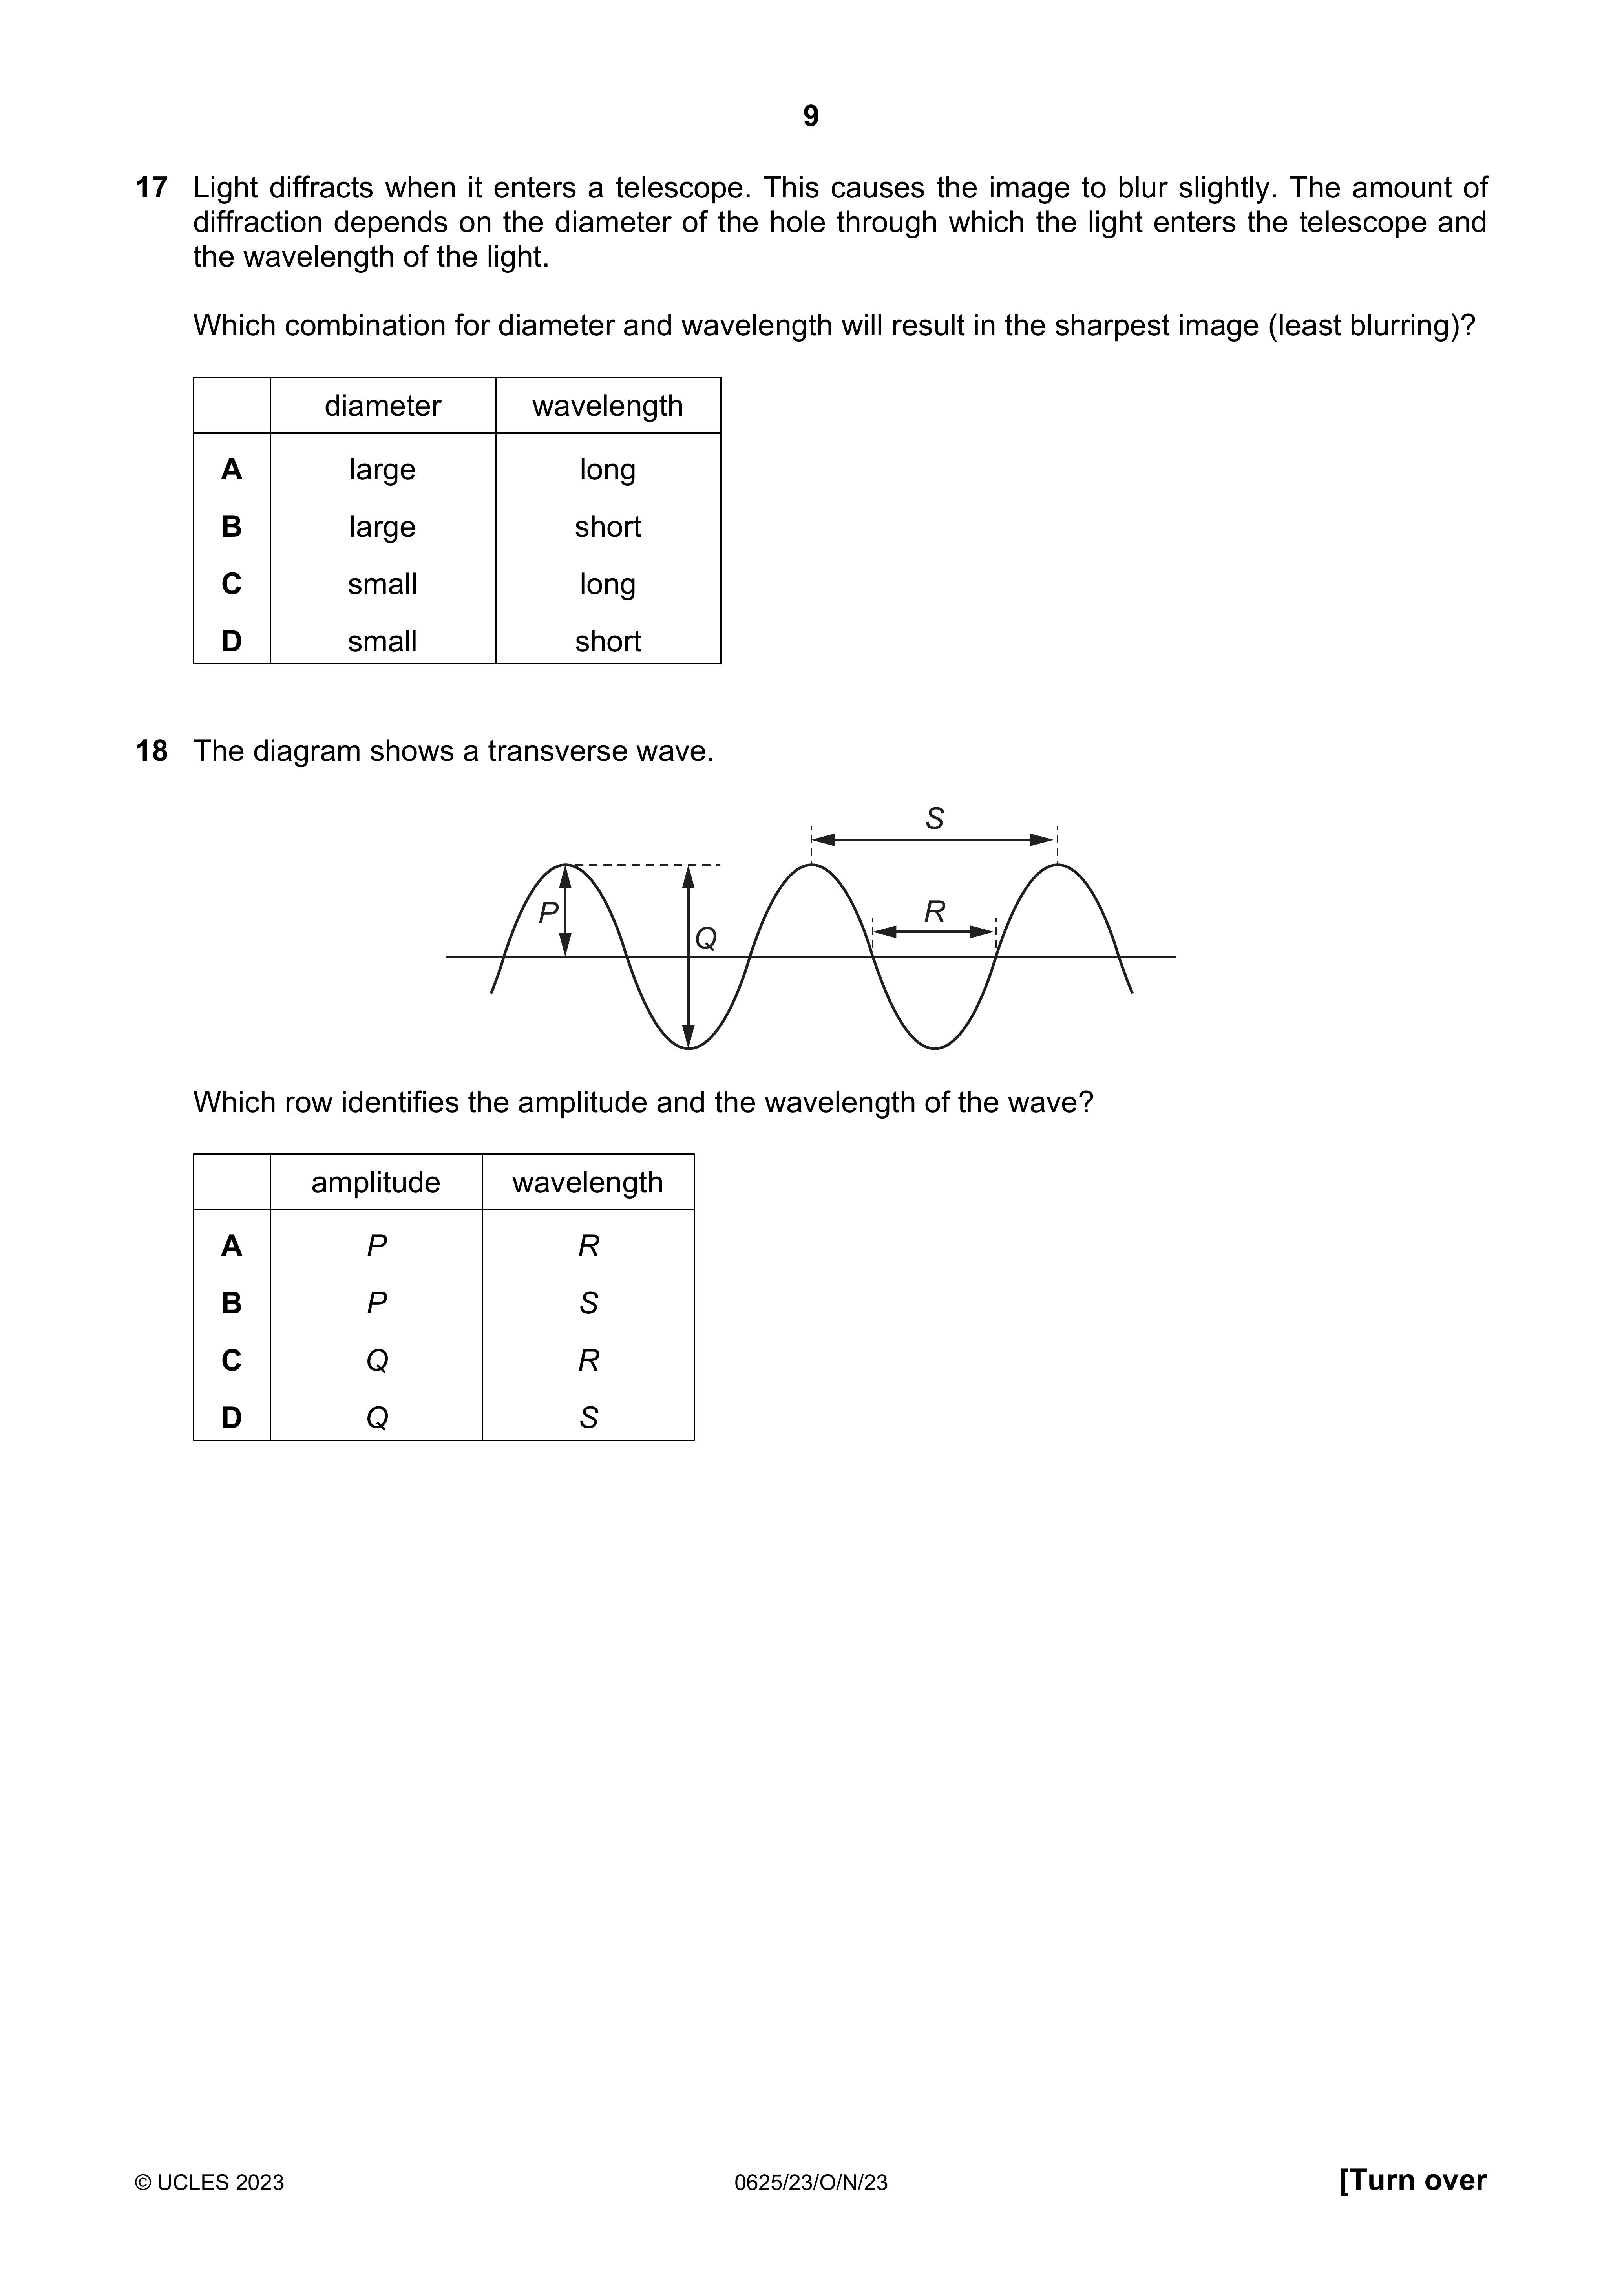 9
17 Light diffracts when it enters a telescope. This causes the image to blur slightly. The amount of
diffraction depends on the diameter of the hole through which the light enters the telescope and
the wavelength of the light.
Which combination for diameter and wavelength will result in the sharpest image (least blurring)?
diameter wavelength
A large long
B large short
C small long
D small short
18 The diagram shows a transverse wave.
S
P
R
Q
Which row identifies the amplitude and the wavelength of the wave?
amplitude wavelength
A P R
B P S
C Q R
D Q S
© UCLES 2023 0625/23/O/N/23 [Turn over